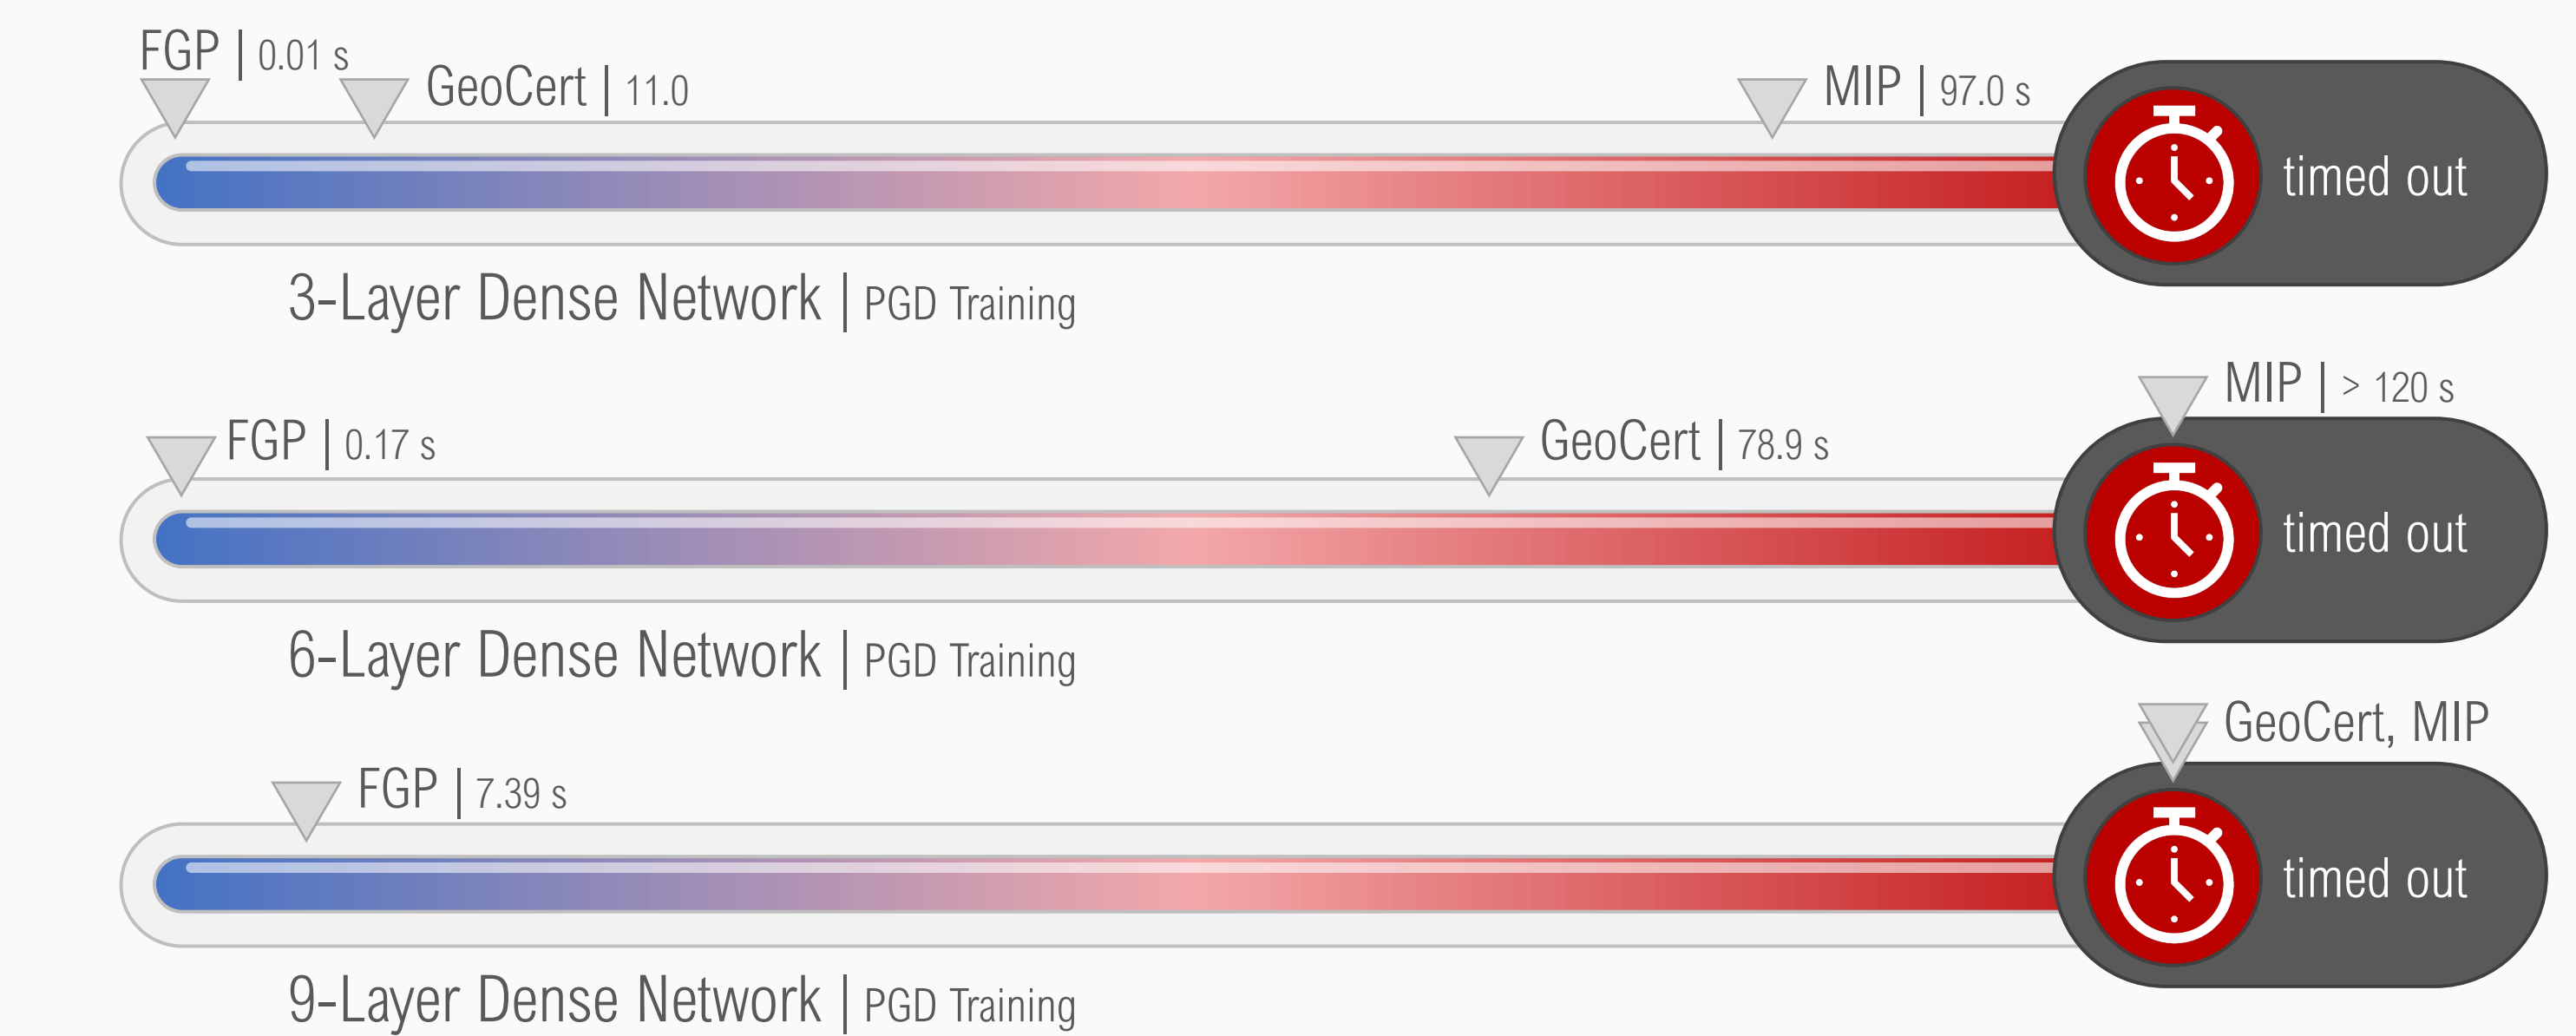 FGP | 0.01 s
GeoCert | 11.0
MIP | 97.0 s
timed out
3-Layer Dense Network | PGD Training
MIP | > 120 s
FGP | 0.17 s
GeoCert | 78.9 s
timed out
6-Layer Dense Network | PGD Training
GeoCert, MIP
FGP | 7.39 s
timed out
9-Layer Dense Network | PGD Training